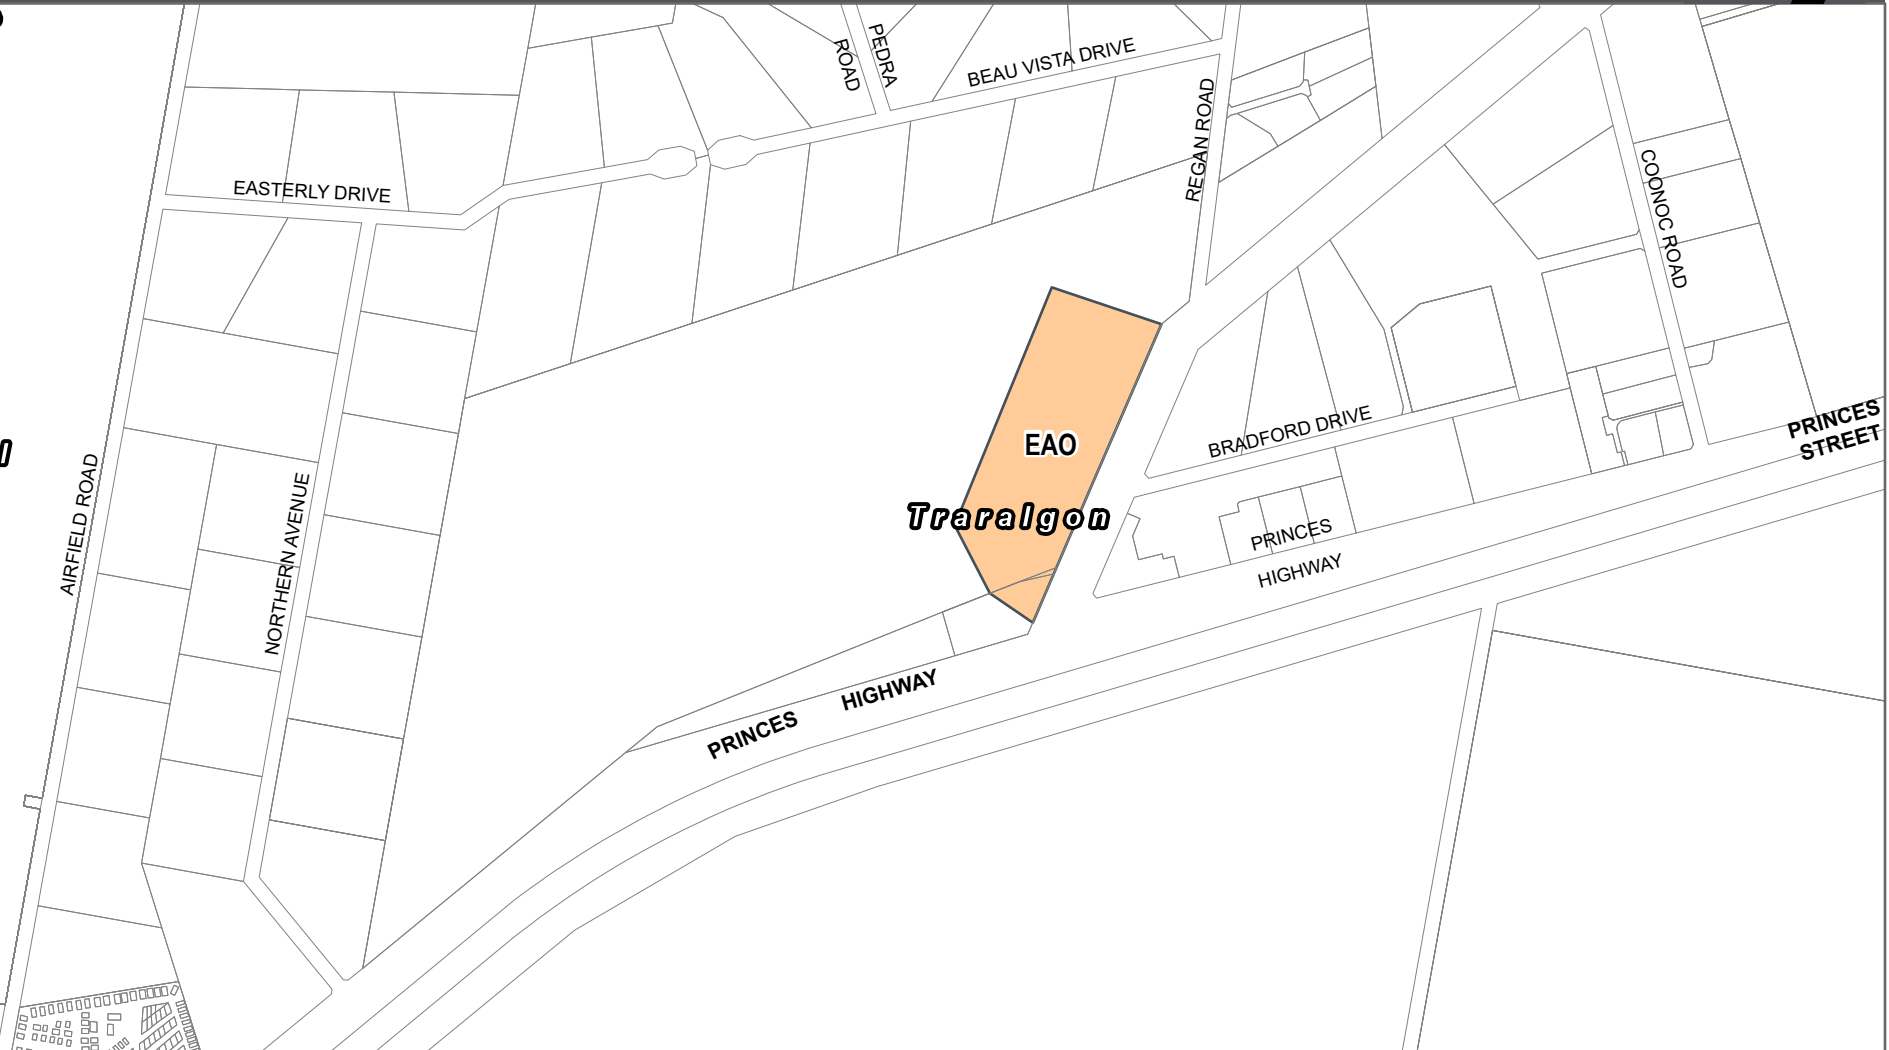 ROAD
PEDRA
BEAU VISTA DRIVE
REGAN ROAD
EASTERLY DRIVE
COONOC ROAD
AIRFIELD ROAD
NORTHERN AVENUE
EAO
Traralgon
BRADFORD DRIVE
PRINCES
STREET
PRINCES
HIGHWAY
PRINCES HIGHWAY